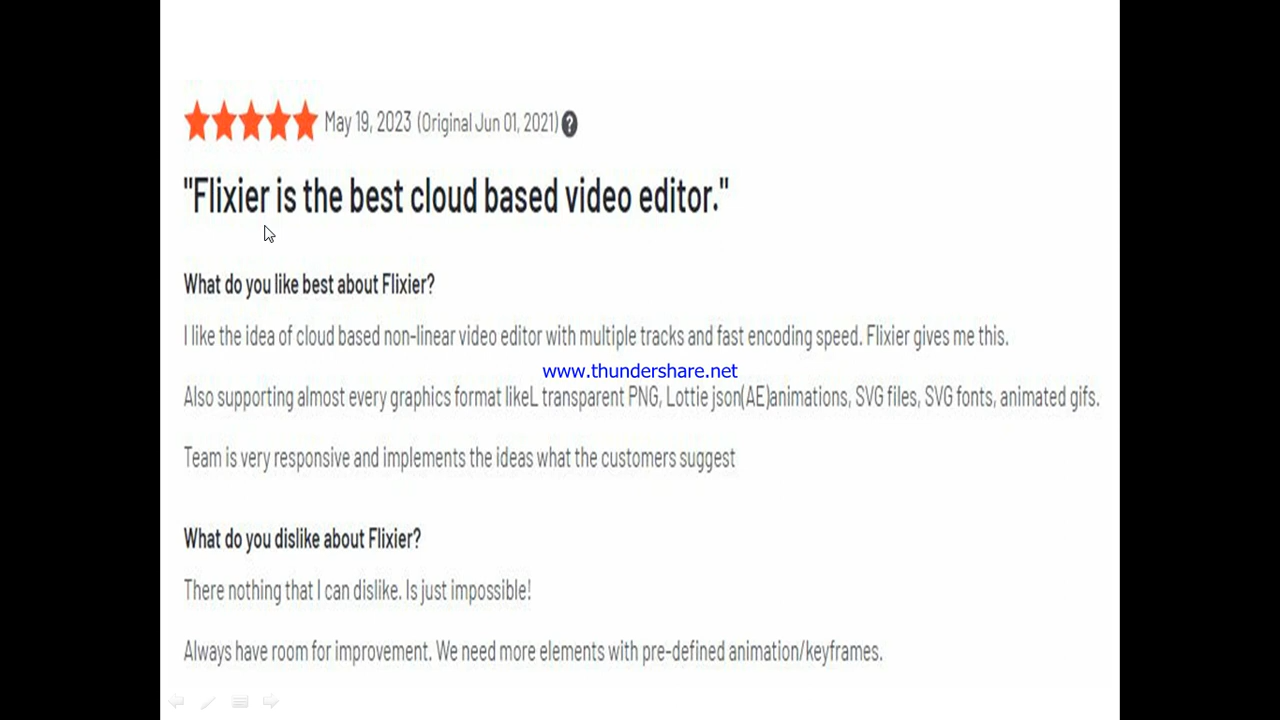 May 19, 2023 (Original Jun 01, 2021) ?
"Flixier is the best cloud based video editor."
What do you like best about Flixier?
I like the idea of cloud based non-linear video editor with multiple tracks and fast encoding speed. Flixier gives me this.
www.thundershare.net
Also supporting almost every graphics format likeL transparent PNG, Lottie json(AE)animations, SVG files, SVG fonts, animated gifs.
Team is very responsive and implements the ideas what the customers suggest
What do you dislike about Flixier?
There nothing that I can dislike. Is just impossible!
Always have room for improvement. We need more elements with pre-defined animation/keyframes.